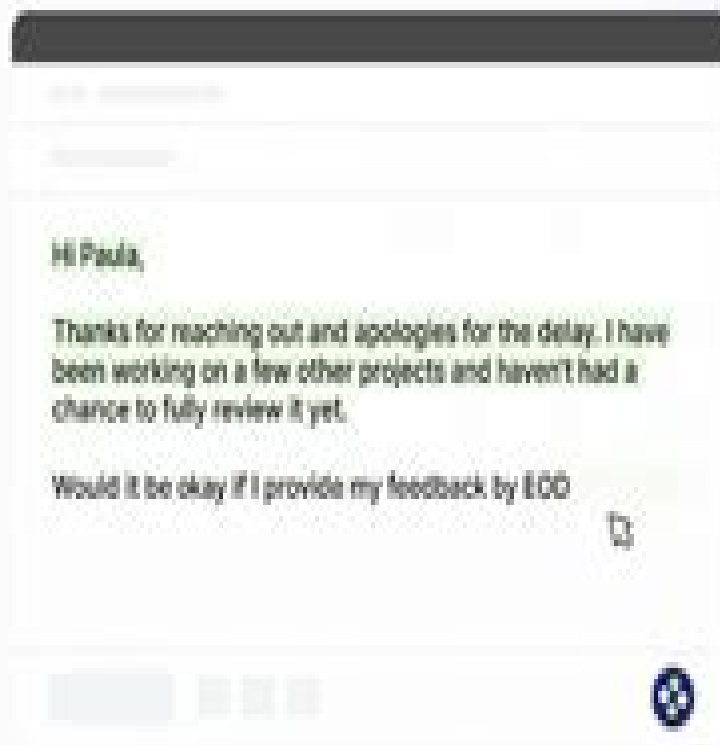 Hi Paula,
Thanks for reaching out and apologies for the delay. I have
been working on a few other projects and haven't had a
chance to fully review it yet.
Would it be okay if I provide my feedback by EOD